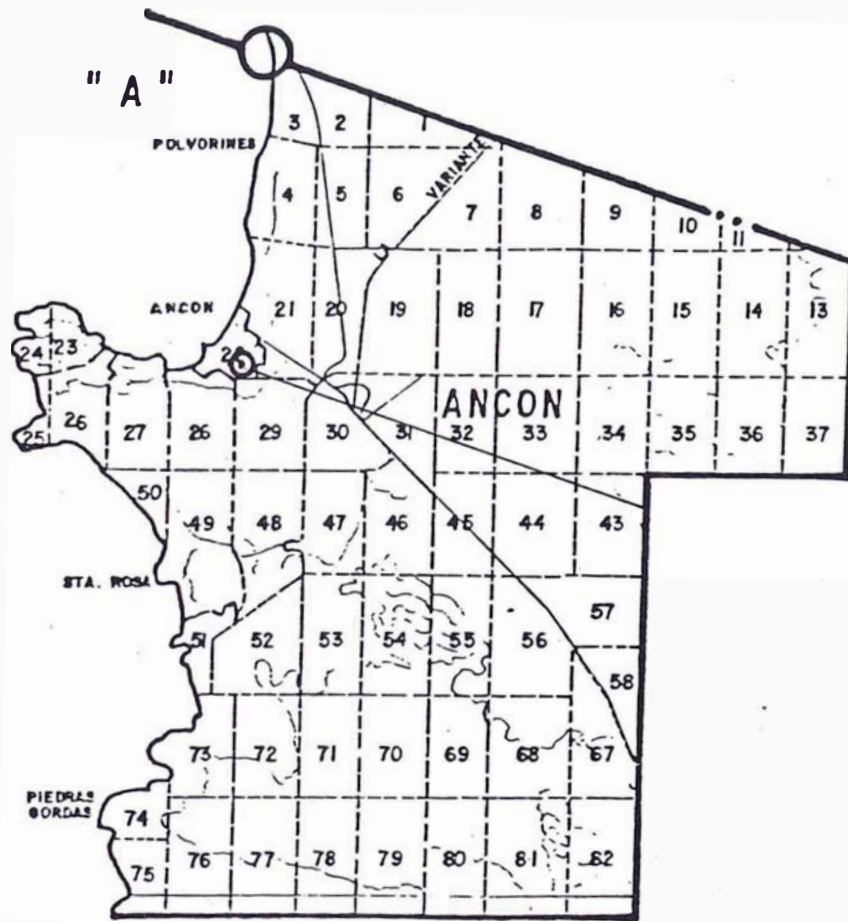 " A "
POLVORINES
3 2 1
VARIANTE
4 5 6 7 8 9 10 11
ANCON
21 20 19 18 17 16 15 14 13
24 23
ANCON
25 26 27 28 29 30 31 32 33 34 35 36 37
50 49 48 47 46 45 44 43
STA. ROSA
51 52 53 54 55 56 57
58
73 72 71 70 69 68 67
PIEDRAS
GORDAS
74
75 76 77 78 79 80 81 82